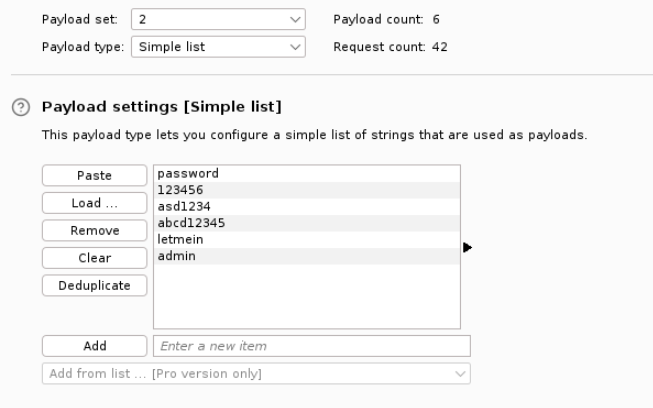 Payload set: 2 Payload count: 6
Payload type: Simple list Request count: 42
? Payload settings [Simple list]
This payload type lets you configure a simple list of strings that are used as payloads.
Paste password
123456
Load ... asd1234
abcd12345
Remove letmein
Clear admin
Deduplicate
Add Enter a new item
Add from list ... [Pro version only]